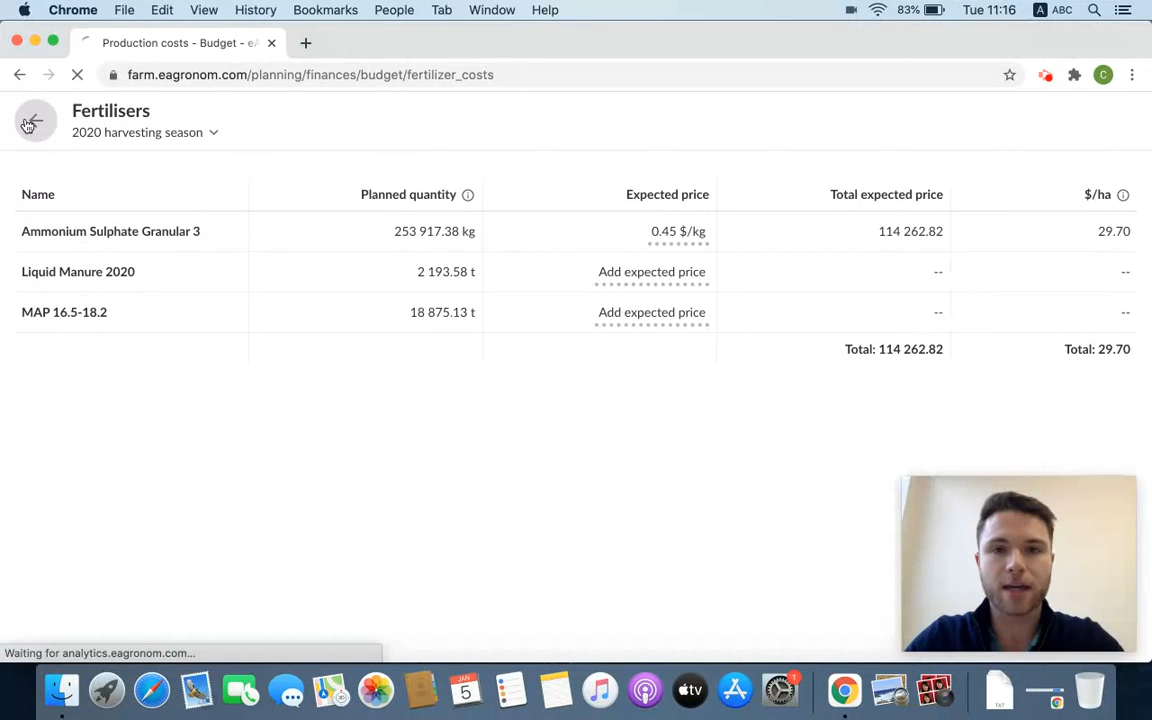 Chrome File Edit View History Bookmarks People Tab Window Help 83% Tue 11:16 A ABC
Production costs - Budget - eA
farm.eagronom.com/planning/finances/budget/fertilizer_costs C
Fertilisers
2020 harvesting season
Name Planned quantity Expected price Total expected price $/ha
Ammonium Sulphate Granular 3 253 917.38 kg 0.45 $/kg 114 262.82 29.70
Liquid Manure 2020 2 193.58 t Add expected price -- --
MAP 16.5-18.2 18 875.13 t Add expected price -- --
Total: 114 262.82 Total: 29.70
Waiting for analytics.eagronom.com...
JAN
5
tv
1
TXT